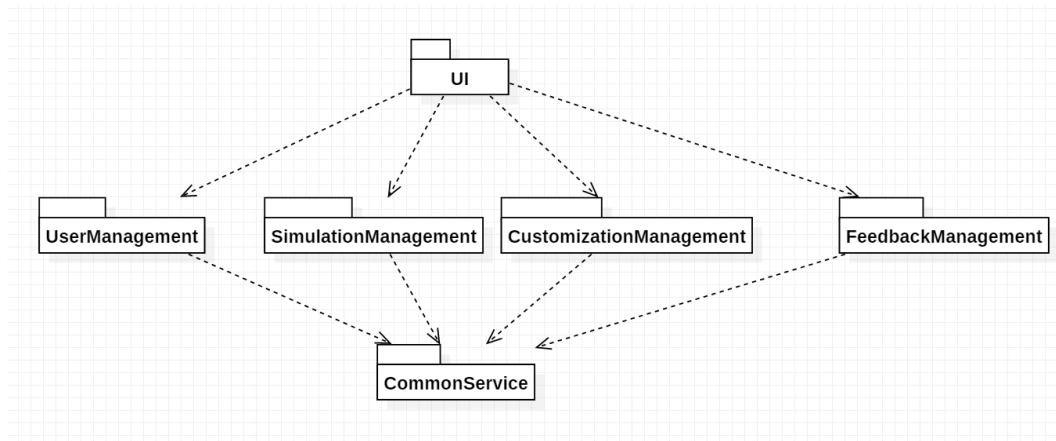 UI
UserManagement
SimulationManagement
CustomizationManagement
FeedbackManagement
CommonService